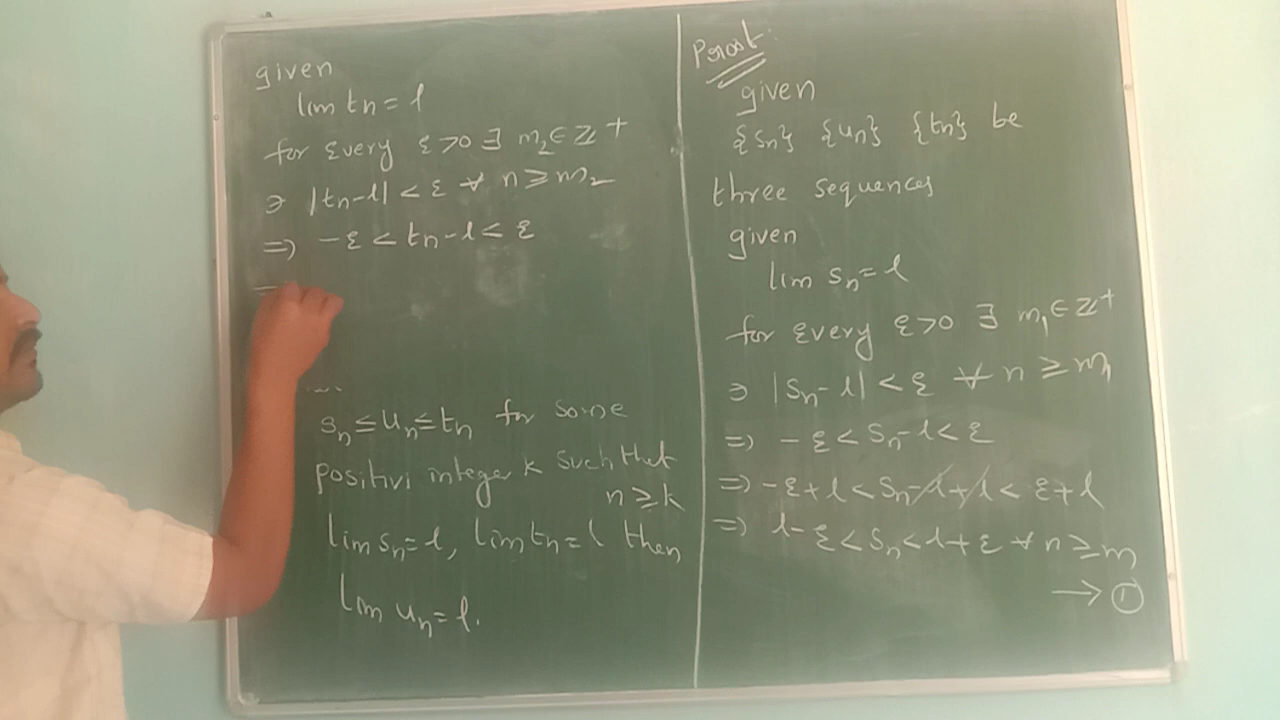 given
lim tn = l
for Every ε>0 ∃ m₂∈Z⁺
∋ |tn-l| < ε ∀ n≥m₂
⇒ -ε < tn-l < ε
sₙ≤uₙ≤tₙ for some
positivi integer k such that
n≥k
lim sₙ=l, lim tn=l then
lim uₙ=l.
Proof:
given
{sn} {un} {tn} be
three sequences
given
lim sₙ=l
for every ε>0 ∃ m₁∈Z⁺
∋ |sₙ-l| < ε ∀ n≥m₁
⇒ -ε < sₙ-l < ε
⇒ -ε+l < sₙ-l+l < ε+l
⇒ l-ε < sₙ < l+ε ∀ n≥m
→ ①